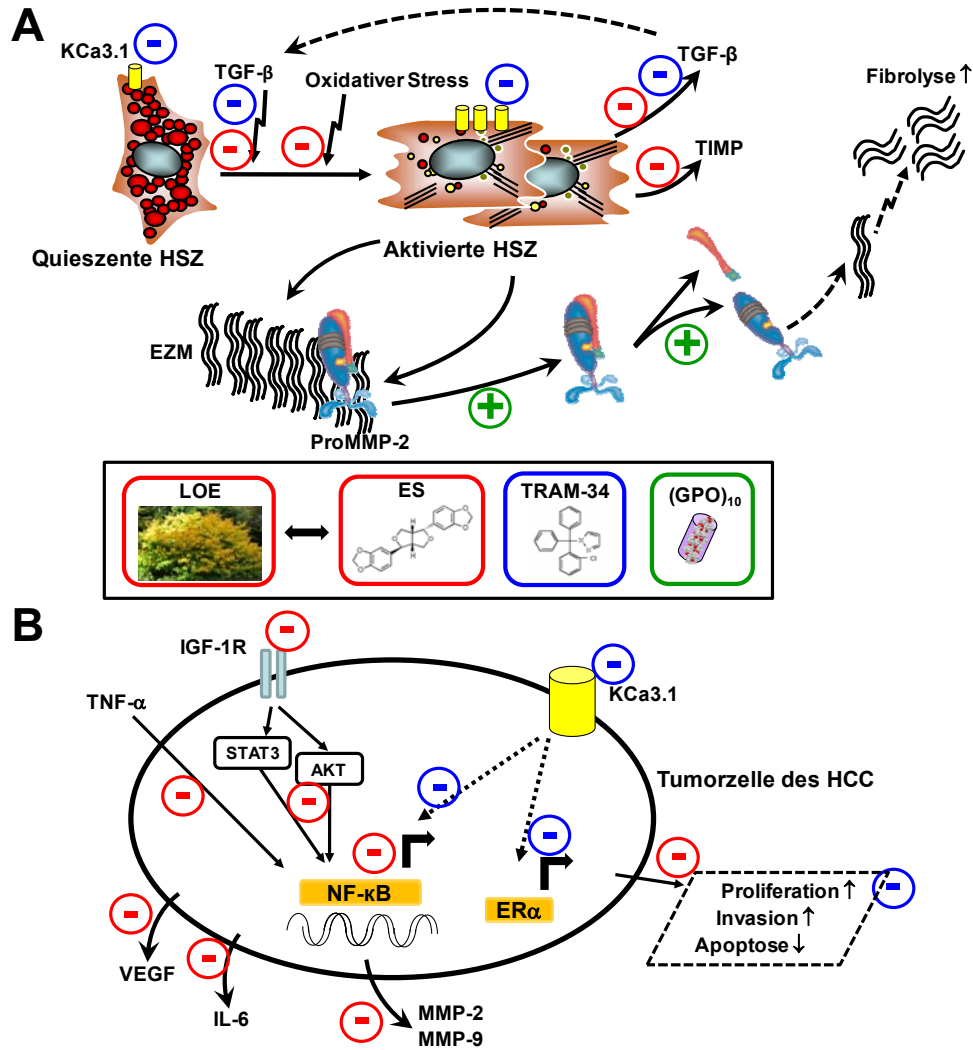 A
KCa3.1
TGF-β
Oxidativer Stress
TGF-β
TIMP
Fibrolyse ↑
Quieszente HSZ
Aktivierte HSZ
EZM
ProMMP-2
LOE
ES
TRAM-34
(GPO)₁₀
B
IGF-1R
TNF-α
STAT3
AKT
KCa3.1
Tumorzelle des HCC
NF-κB
ERα
Proliferation ↑
Invasion ↑
Apoptose ↓
VEGF
IL-6
MMP-2
MMP-9